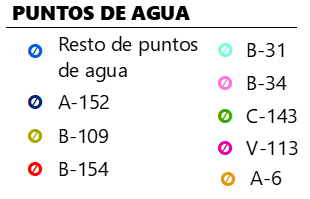 PUNTOS DE AGUA
Resto de puntos
de agua
A-152
B-109
B-154
B-31
B-34
C-143
V-113
A-6